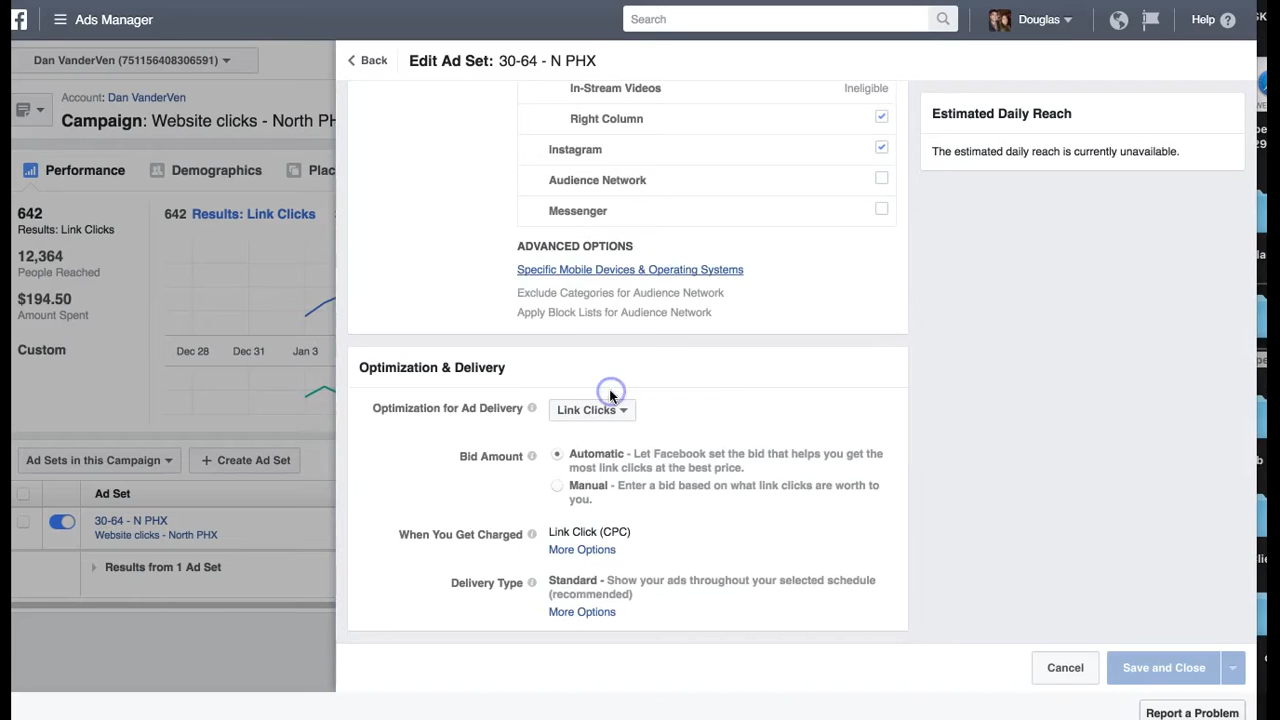 Ads Manager
Search
Douglas
Help
Dan VanderVen (751156408306591)
Account: Dan VanderVen
Campaign: Website clicks - North PH
Performance
Demographics
Plac
642
Results: Link Clicks
642 Results: Link Clicks
12,364
People Reached
$194.50
Amount Spent
Custom
Dec 28
Dec 31
Jan 3
Ad Sets in this Campaign
+ Create Ad Set
Ad Set
30-64 - N PHX
Website clicks - North PHX
Results from 1 Ad Set
Back
Edit Ad Set: 30-64 - N PHX
In-Stream Videos
Ineligible
Right Column
Instagram
Audience Network
Messenger
ADVANCED OPTIONS
Specific Mobile Devices & Operating Systems
Exclude Categories for Audience Network
Apply Block Lists for Audience Network
Optimization & Delivery
Optimization for Ad Delivery
Link Clicks
Bid Amount
Automatic - Let Facebook set the bid that helps you get the
most link clicks at the best price.
Manual - Enter a bid based on what link clicks are worth to
you.
When You Get Charged
Link Click (CPC)
More Options
Delivery Type
Standard - Show your ads throughout your selected schedule
(recommended)
More Options
Estimated Daily Reach
The estimated daily reach is currently unavailable.
Cancel
Save and Close
Report a Problem